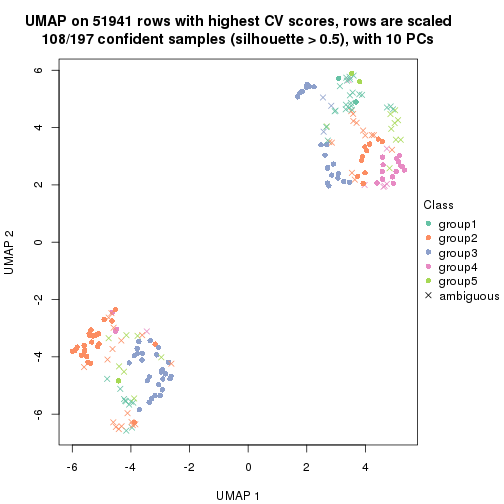 UMAP on 51941 rows with highest CV scores, rows are scaled
108/197 confident samples (silhouette > 0.5), with 10 PCs
6
4
2
0
-2
-4
-6
UMAP 2
-6
-4
-2
0
2
4
UMAP 1
Class
group1
group2
group3
group4
group5
ambiguous